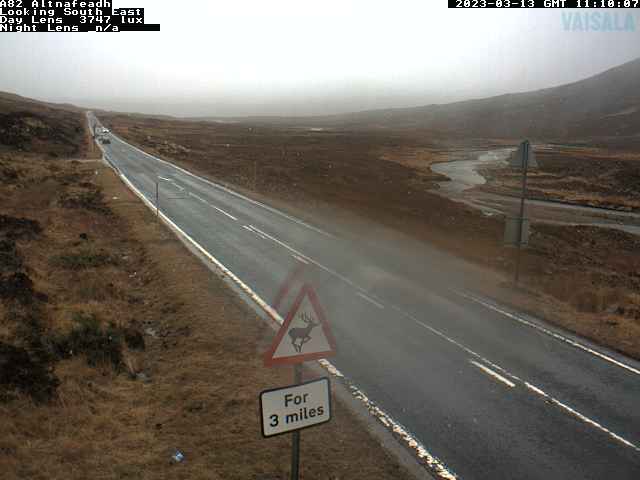 A82 Altnafeadh
Looking South East
Day Lens  3747 lux
Night Lens  n/a
2023-03-13 GMT 11:10:07
VAISALA
For
3 miles